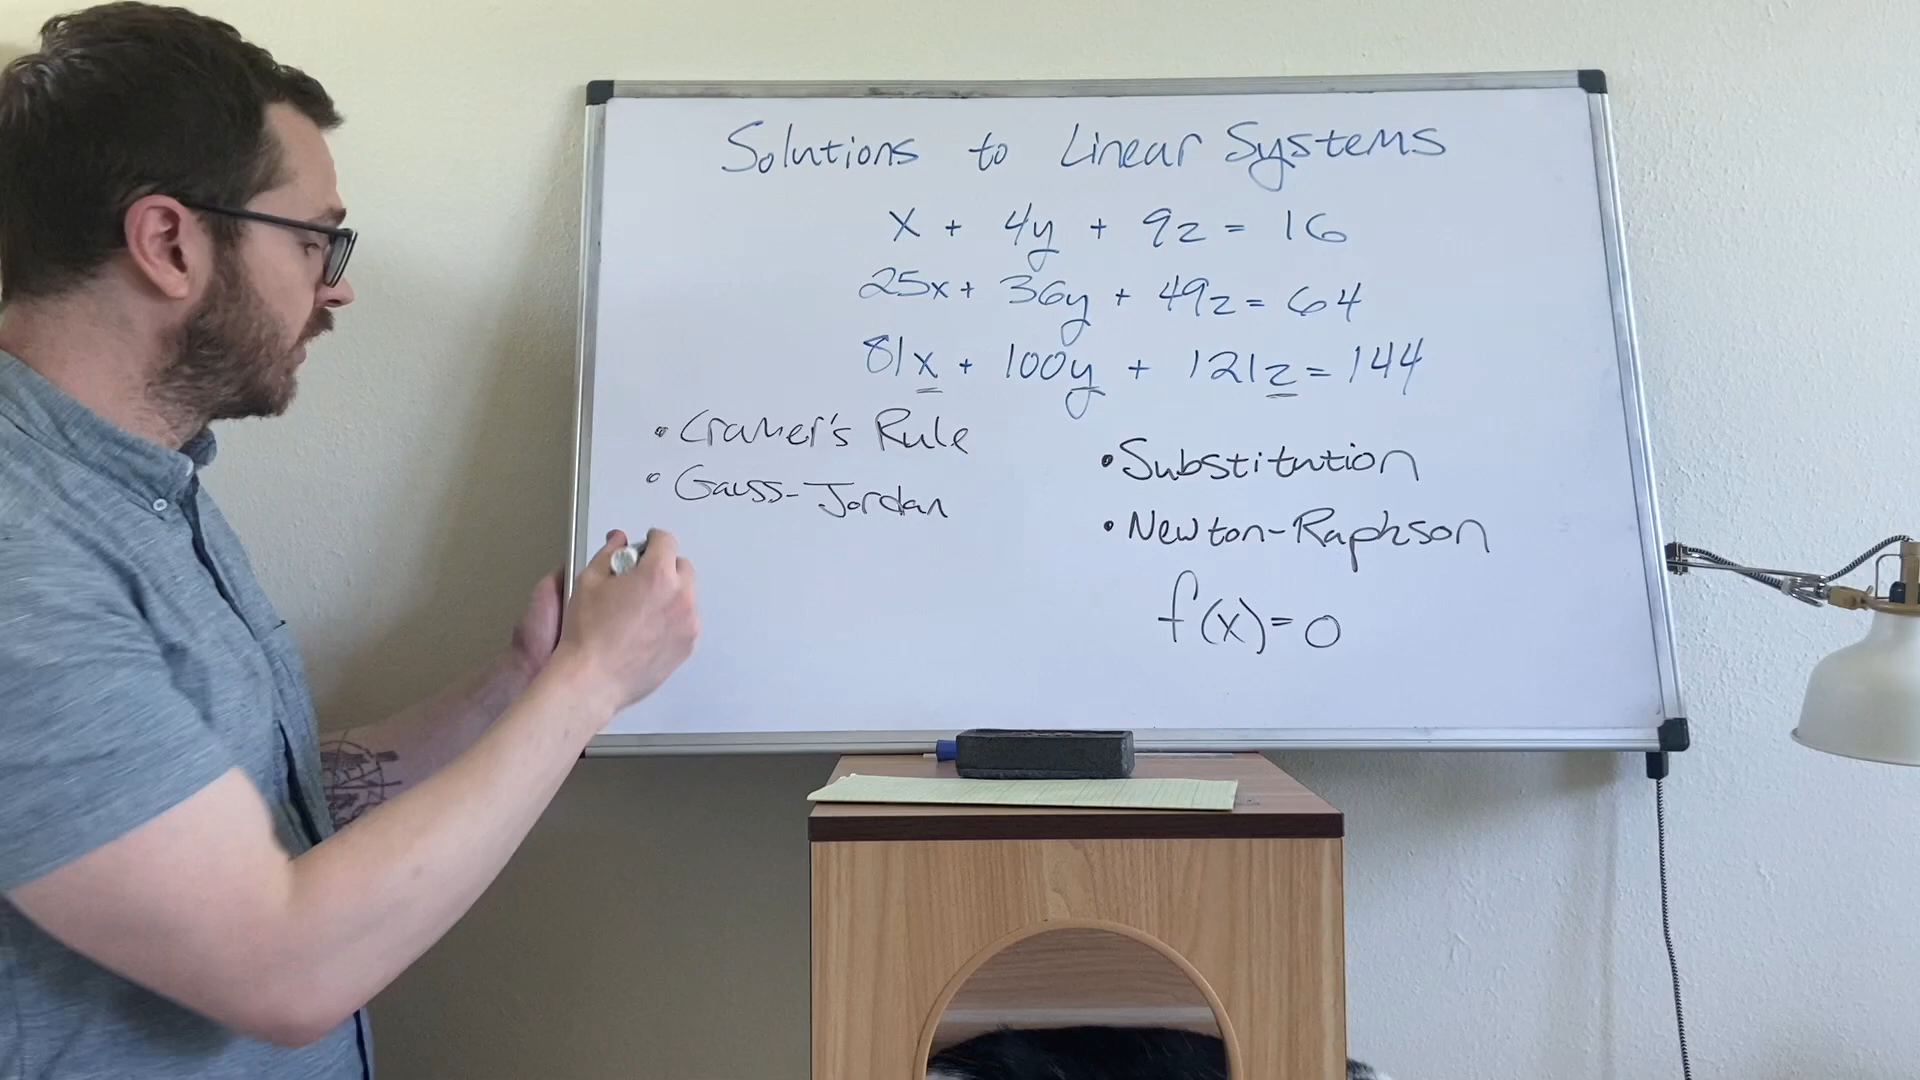 Solutions to Linear Systems
x + 4y + 9z = 16
25x + 36y + 49z = 64
81x + 100y + 121z = 144
• Cramer's Rule
• Gauss-Jordan
• Substitution
• Newton-Raphson
f(x) = 0